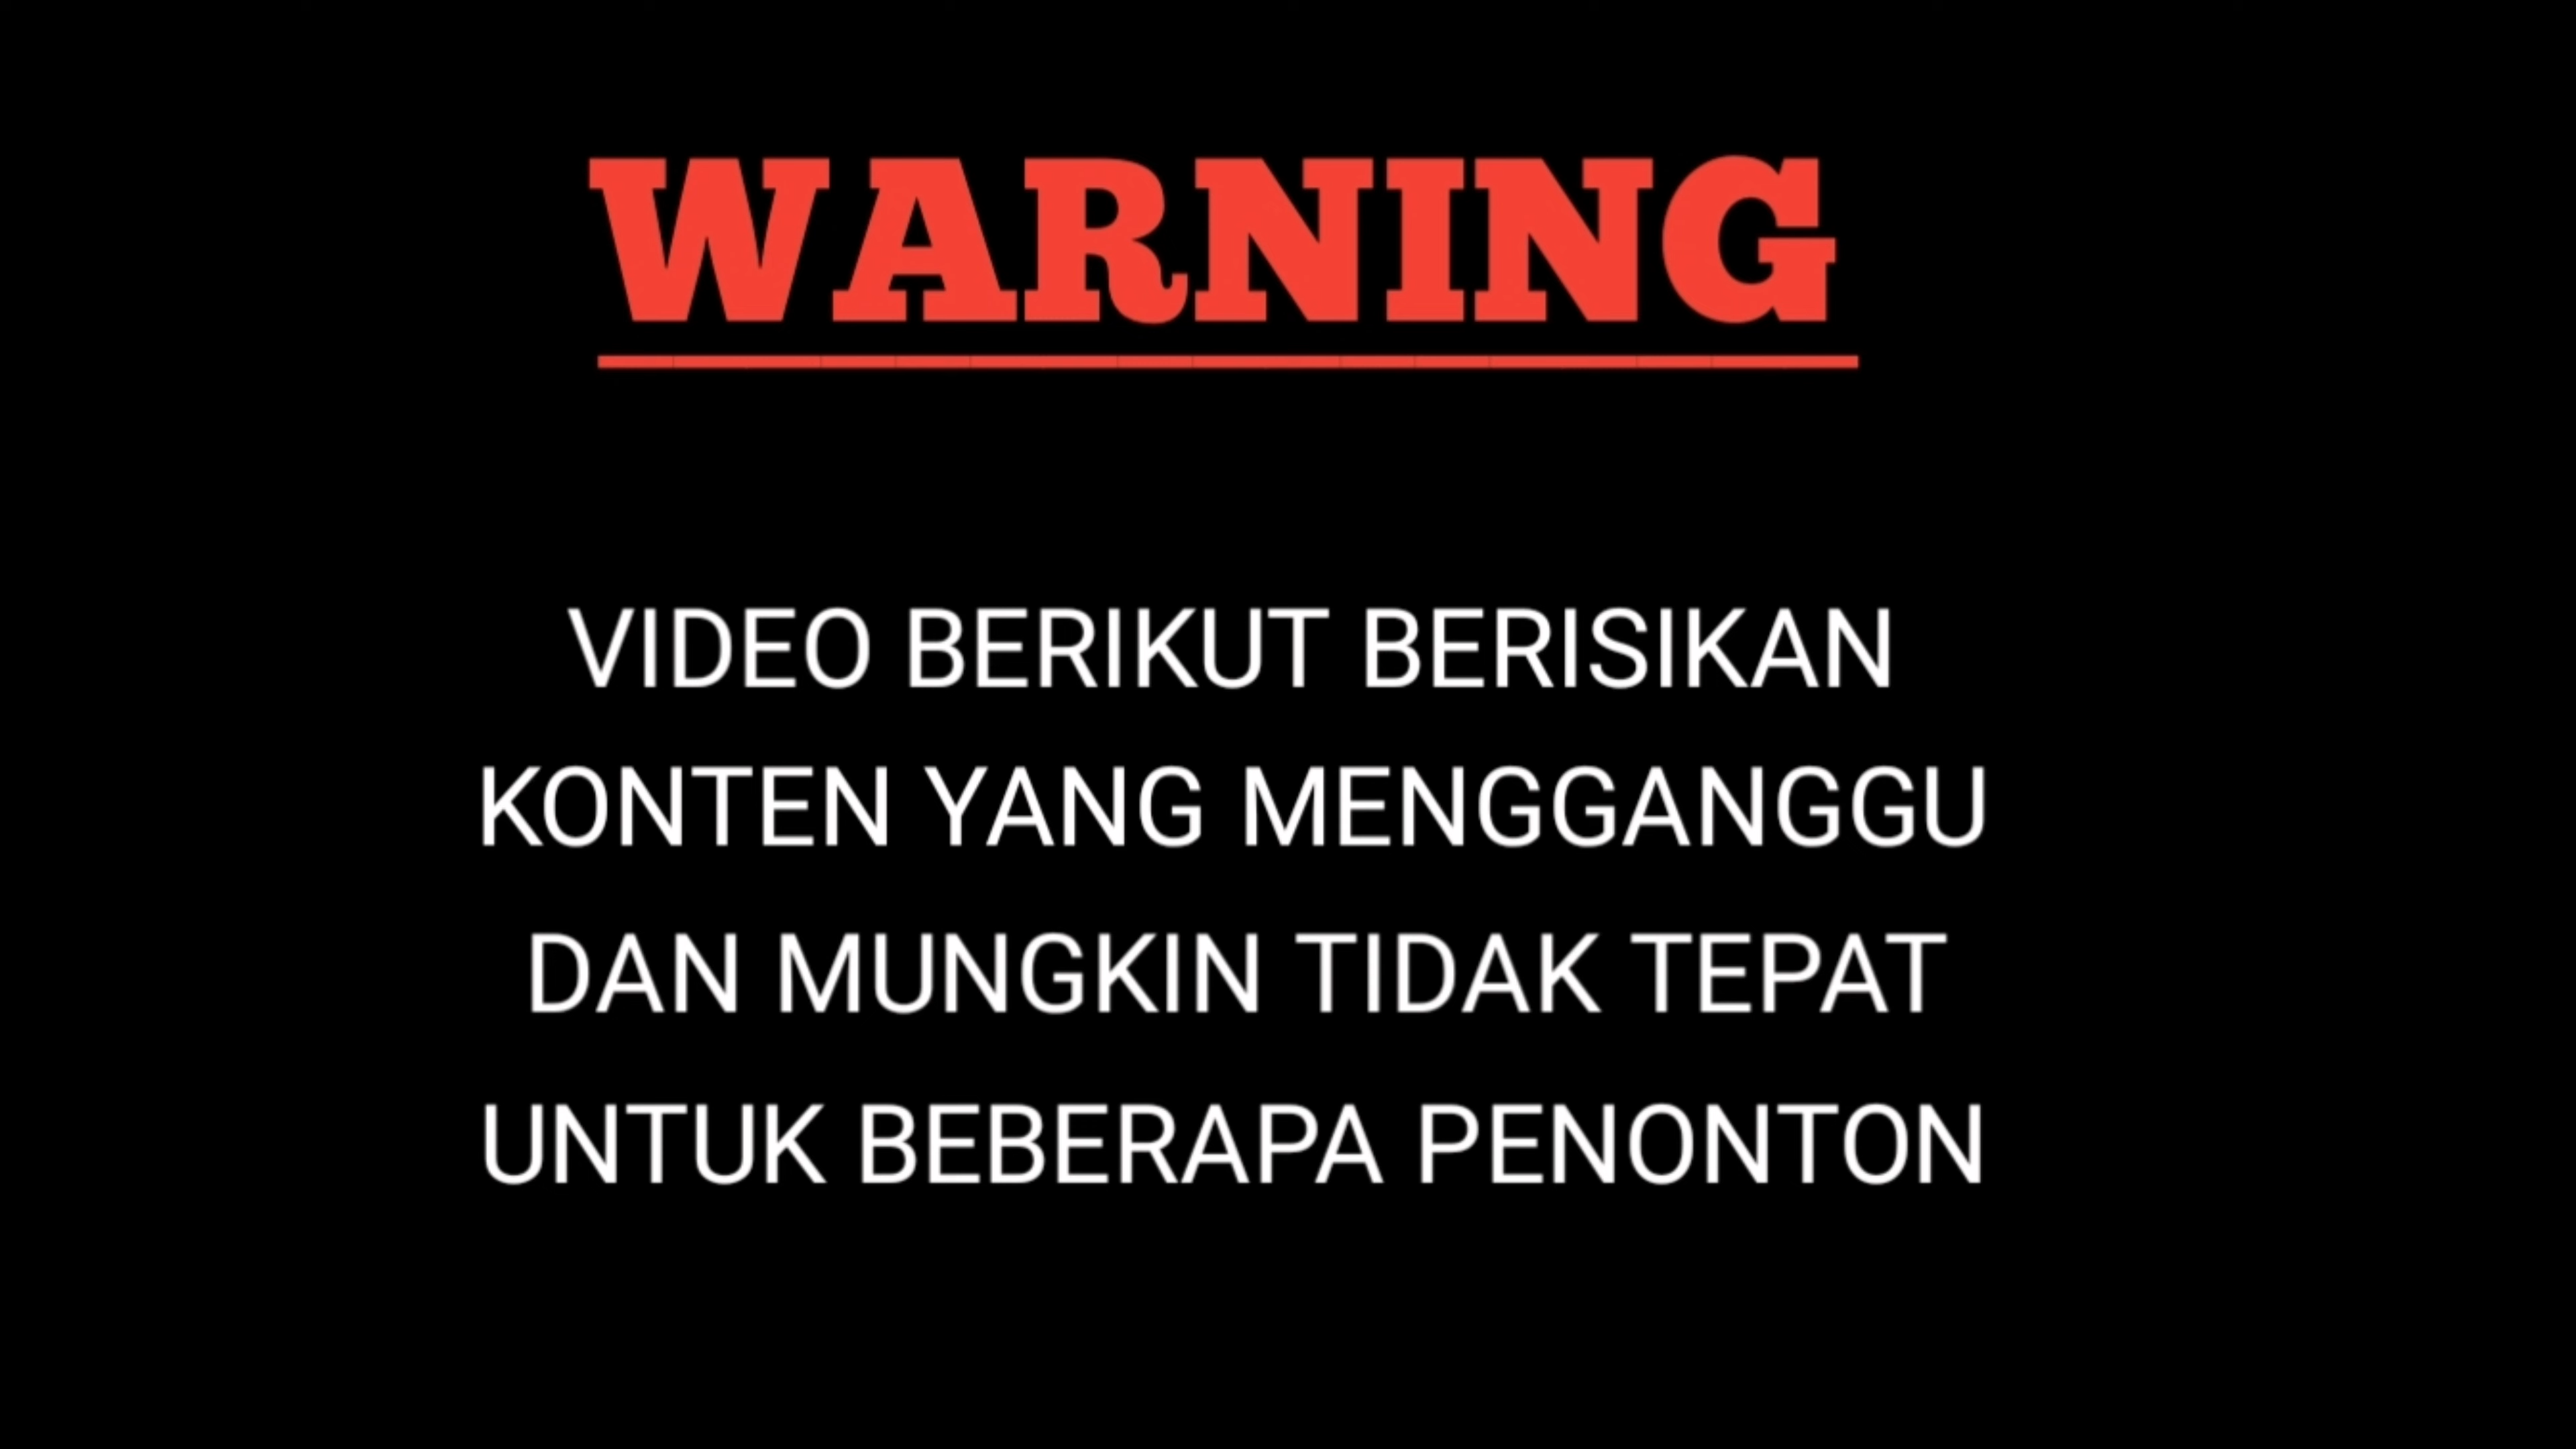 WARNING
VIDEO BERIKUT BERISIKAN
KONTEN YANG MENGGANGGU
DAN MUNGKIN TIDAK TEPAT
UNTUK BEBERAPA PENONTON